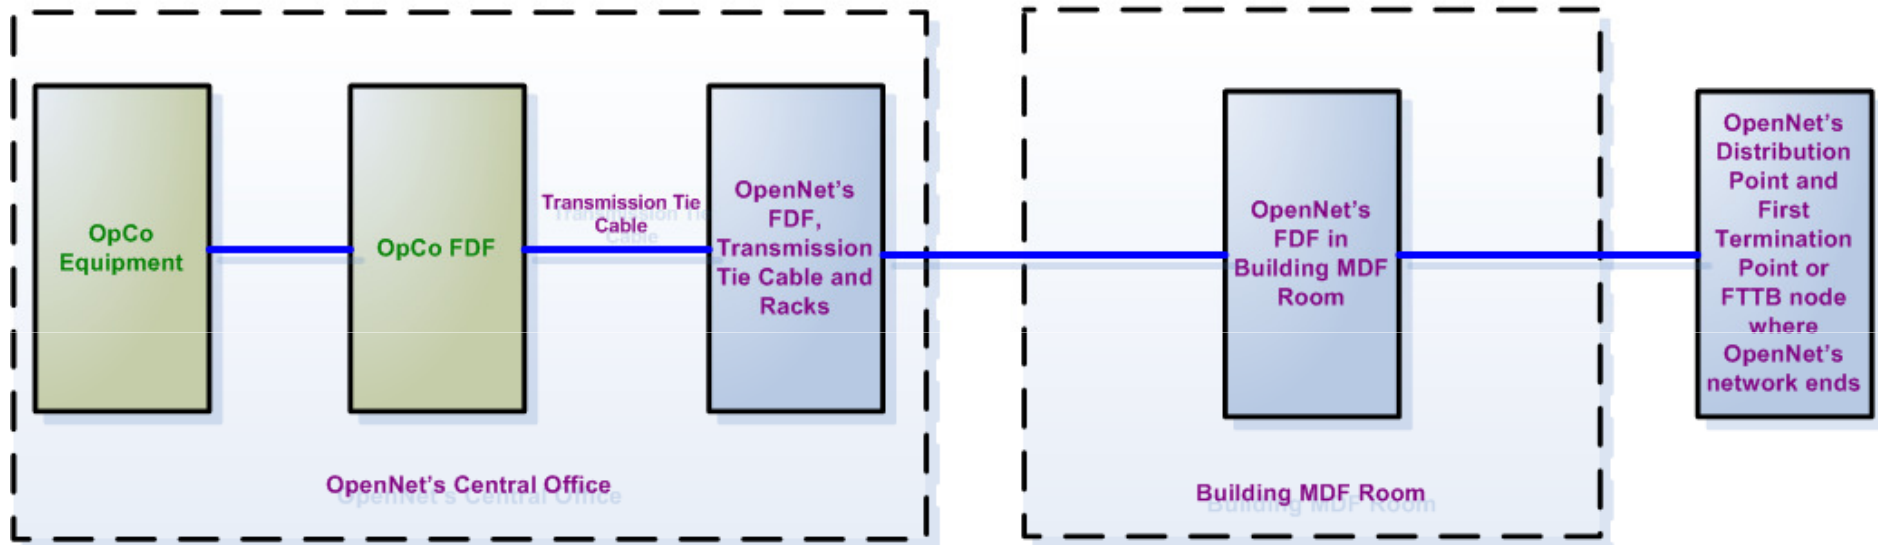 OpCo
Equipment
OpCo FDF
Transmission Tie
Cable
OpenNet's
FDF,
Transmission
Tie Cable and
Racks
OpenNet's Central Office
OpenNet's
FDF in
Building MDF
Room
Building MDF Room
OpenNet's
Distribution
Point and
First
Termination
Point or
FTTB node
where
OpenNet's
network ends